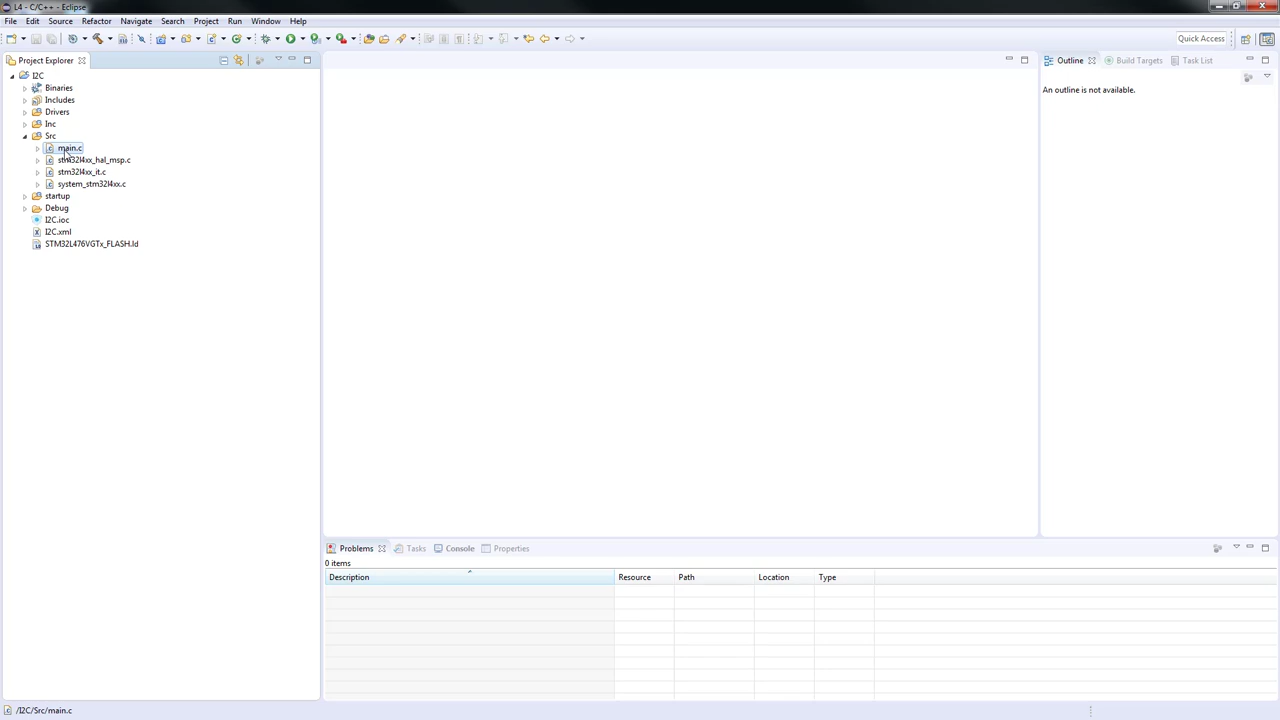 L4 - C/C++ - Eclipse
File Edit Source Refactor Navigate Search Project Run Window Help
Quick Access
Project Explorer
I2C
Binaries
Includes
Drivers
Inc
Src
main.c
stm32l4xx_hal_msp.c
stm32l4xx_it.c
system_stm32l4xx.c
startup
Debug
I2C.ioc
I2C.xml
STM32L476VGTx_FLASH.ld
Outline Build Targets Task List
An outline is not available.
Problems Tasks Console Properties
0 items
Description Resource Path Location Type
/I2C/Src/main.c